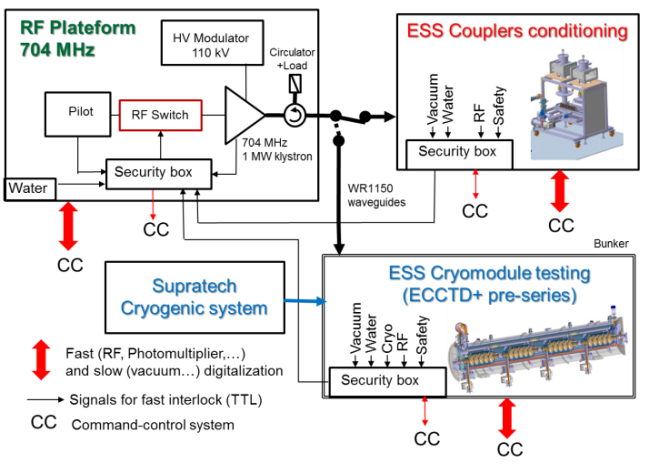 RF Plateform
704 MHz
HV Modulator
110 kV
Circulator
+Load
Pilot
RF Switch
704 MHz
1 MW klystron
Security box
Water
CC
CC
ESS Couplers conditioning
Vacuum
Water
RF
Safety
Security box
CC
CC
WR1150
waveguides
Bunker
Supratech
Cryogenic system
ESS Cryomodule testing
(ECCTD+ pre-series)
Vacuum
Water
Cryo
RF
Safety
Security box
CC
CC
Fast (RF, Photomultiplier,...)
and slow (vacuum...) digitalization
Signals for fast interlock (TTL)
CC Command-control system